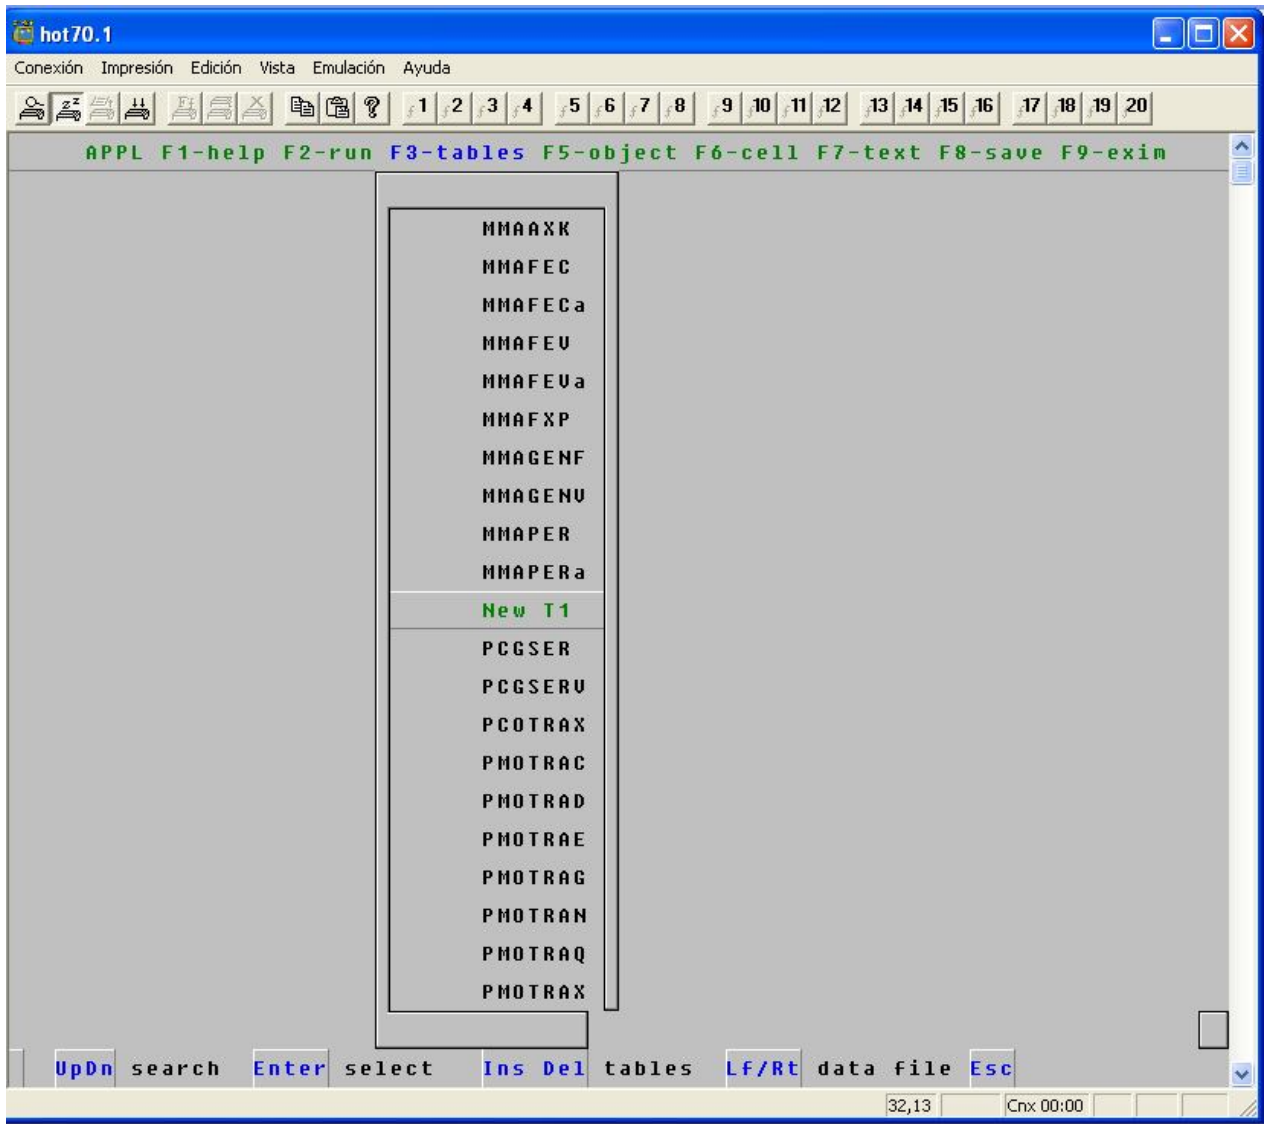 hot70.1
Conexión Impresión Edición Vista Emulación Ayuda
1 2 3 4 5 6 7 8 9 10 11 12 13 14 15 16 17 18 19 20
APPL F1-help F2-run F3-tables F5-object F6-cell F7-text F8-save F9-exim
MMAAXK
MMAFEC
MMAFECa
MMAFEV
MMAFEVa
MMAFXP
MMAGENF
MMAGENV
MMAPER
MMAPERa
New T1
PCGSER
PCGSERV
PCOTRAX
PMOTRAC
PMOTRAD
PMOTRAE
PMOTRAG
PMOTRAN
PMOTRAQ
PMOTRAX
UpDn search Enter select Ins Del tables Lf/Rt data file Esc
32,13 Cnx 00:00